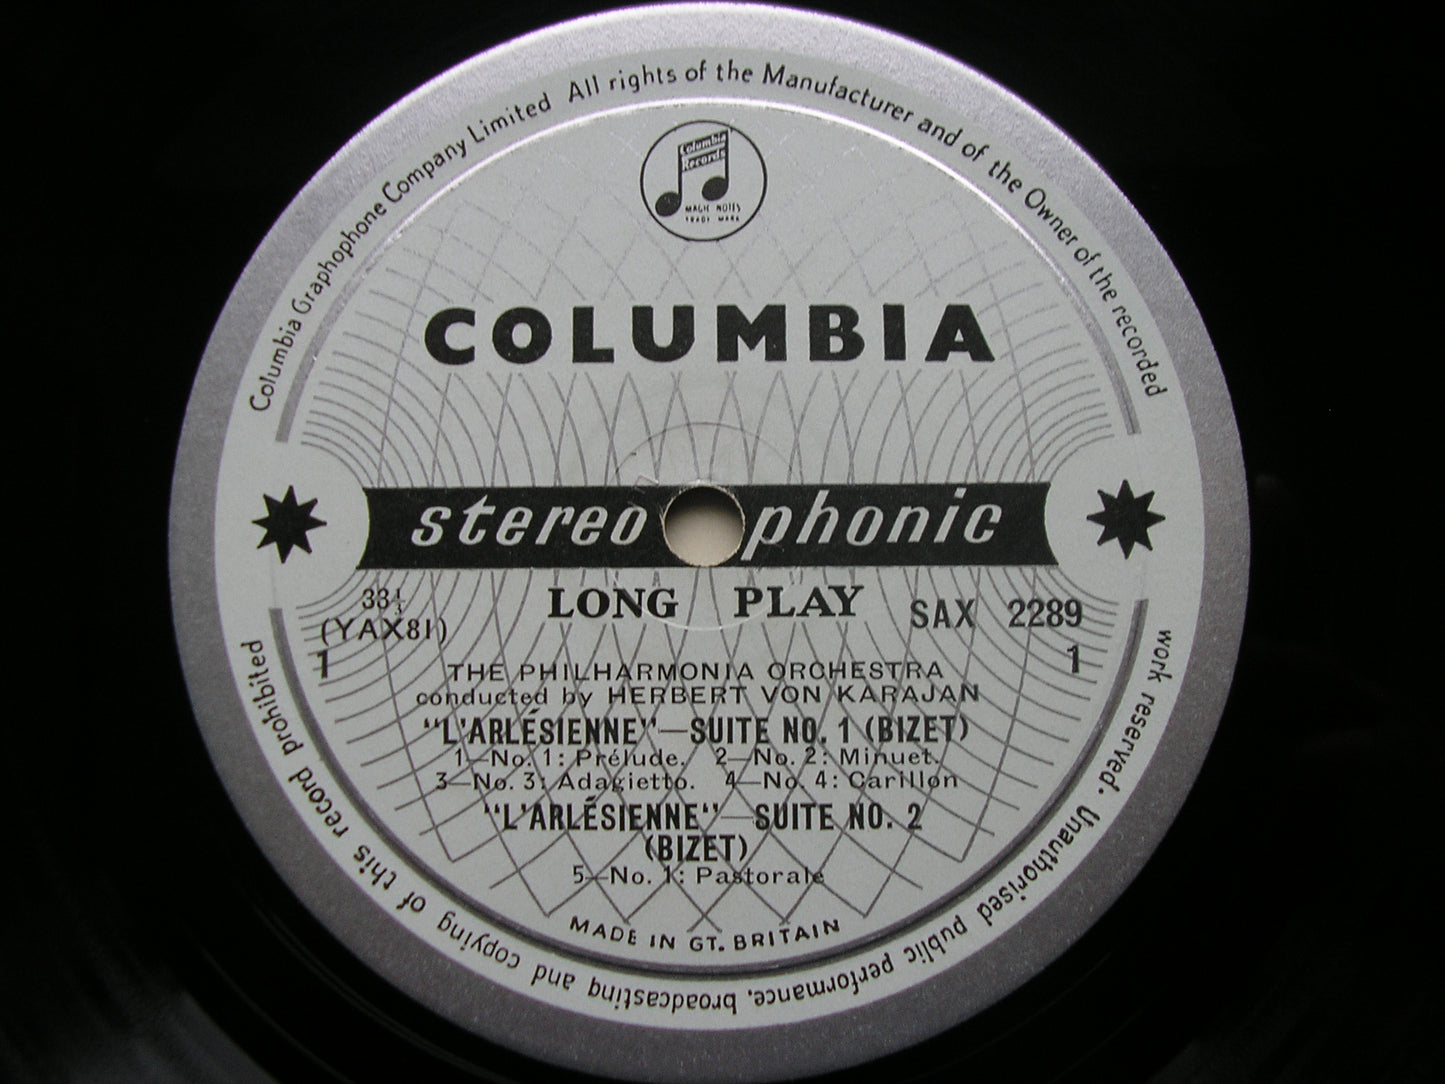 Columbia Graphophone Company Limited All rights of the Manufacturer and of the Owner of the recorded
work reserved. Unauthorised public performance, broadcasting and copying of this record prohibited
Columbia
Records
MAGIC NOTES
TRADE MARK
COLUMBIA
stereophonic
33⅓
LONG PLAY
SAX 2289
(YAX81)
1
1
THE PHILHARMONIA ORCHESTRA
conducted by HERBERT VON KARAJAN
"L'ARLÉSIENNE"—SUITE NO. 1 (BIZET)
1—No. 1: Prélude. 2—No. 2: Minuet.
3—No. 3: Adagietto. 4—No. 4: Carillon
"L'ARLÉSIENNE"—SUITE NO. 2
(BIZET)
5—No. 1: Pastorale
MADE IN GT. BRITAIN